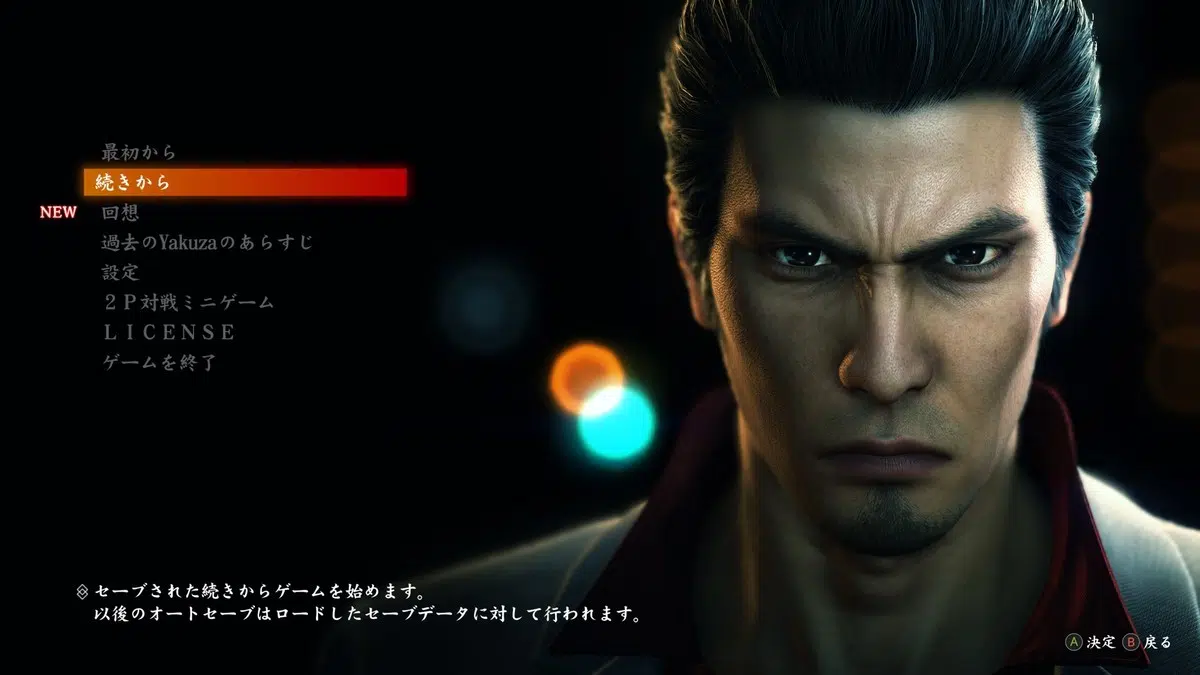 最初から
続きから
NEW 回想
過去のYakuzaのあらすじ
設定
２Ｐ対戦ミニゲーム
ＬＩＣＥＮＳＥ
ゲームを終了
セーブされた続きからゲームを始めます。
以後のオートセーブはロードしたセーブデータに対して行われます。
A 決定 B 戻る